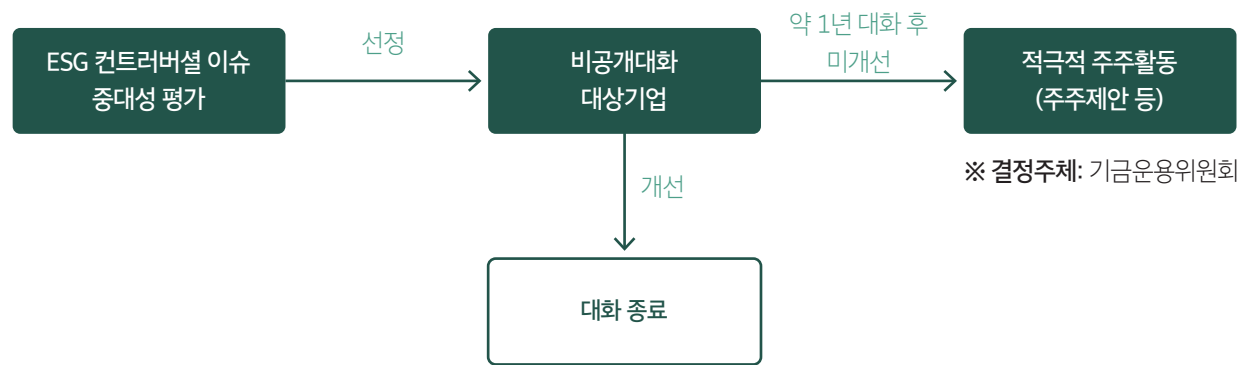 ESG 컨트러버셜 이슈
중대성 평가
선정
비공개대화
대상기업
약 1년 대화 후
미개선
적극적 주주활동
(주주제안 등)
※ 결정주체: 기금운용위원회
개선
대화 종료